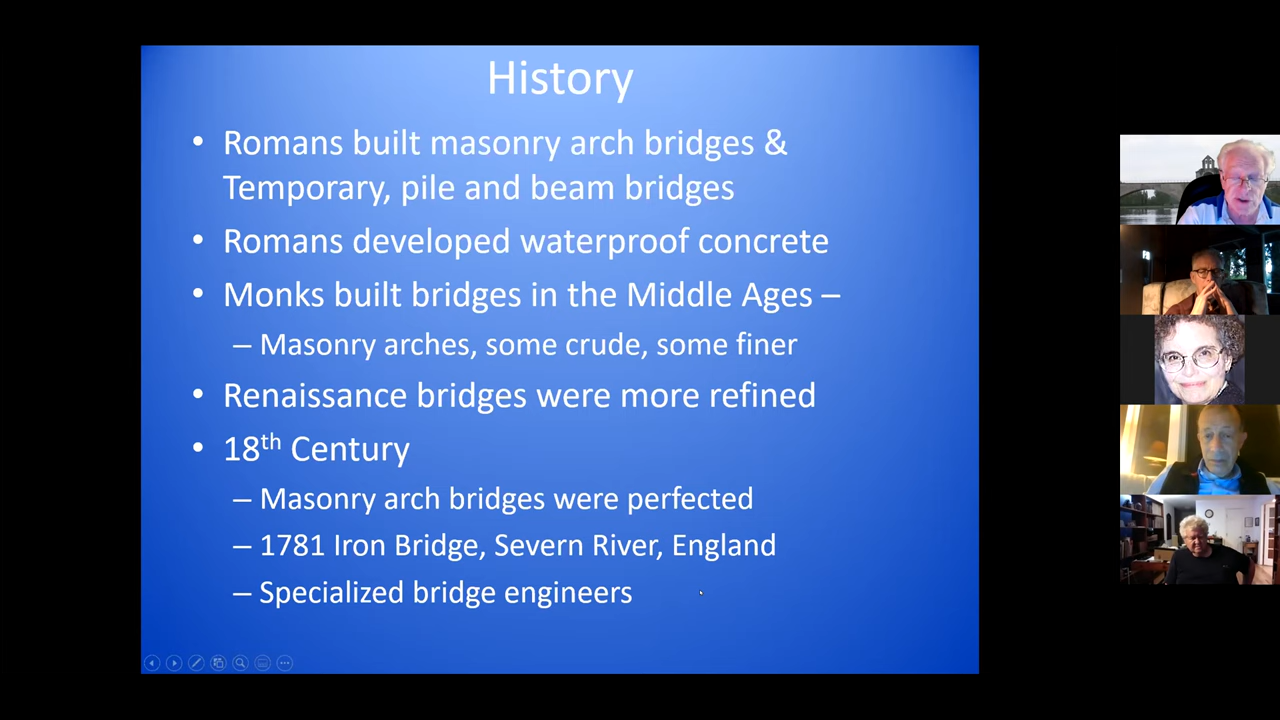 History
• Romans built masonry arch bridges &
Temporary, pile and beam bridges
• Romans developed waterproof concrete
• Monks built bridges in the Middle Ages –
– Masonry arches, some crude, some finer
• Renaissance bridges were more refined
• 18th Century
– Masonry arch bridges were perfected
– 1781 Iron Bridge, Severn River, England
– Specialized bridge engineers